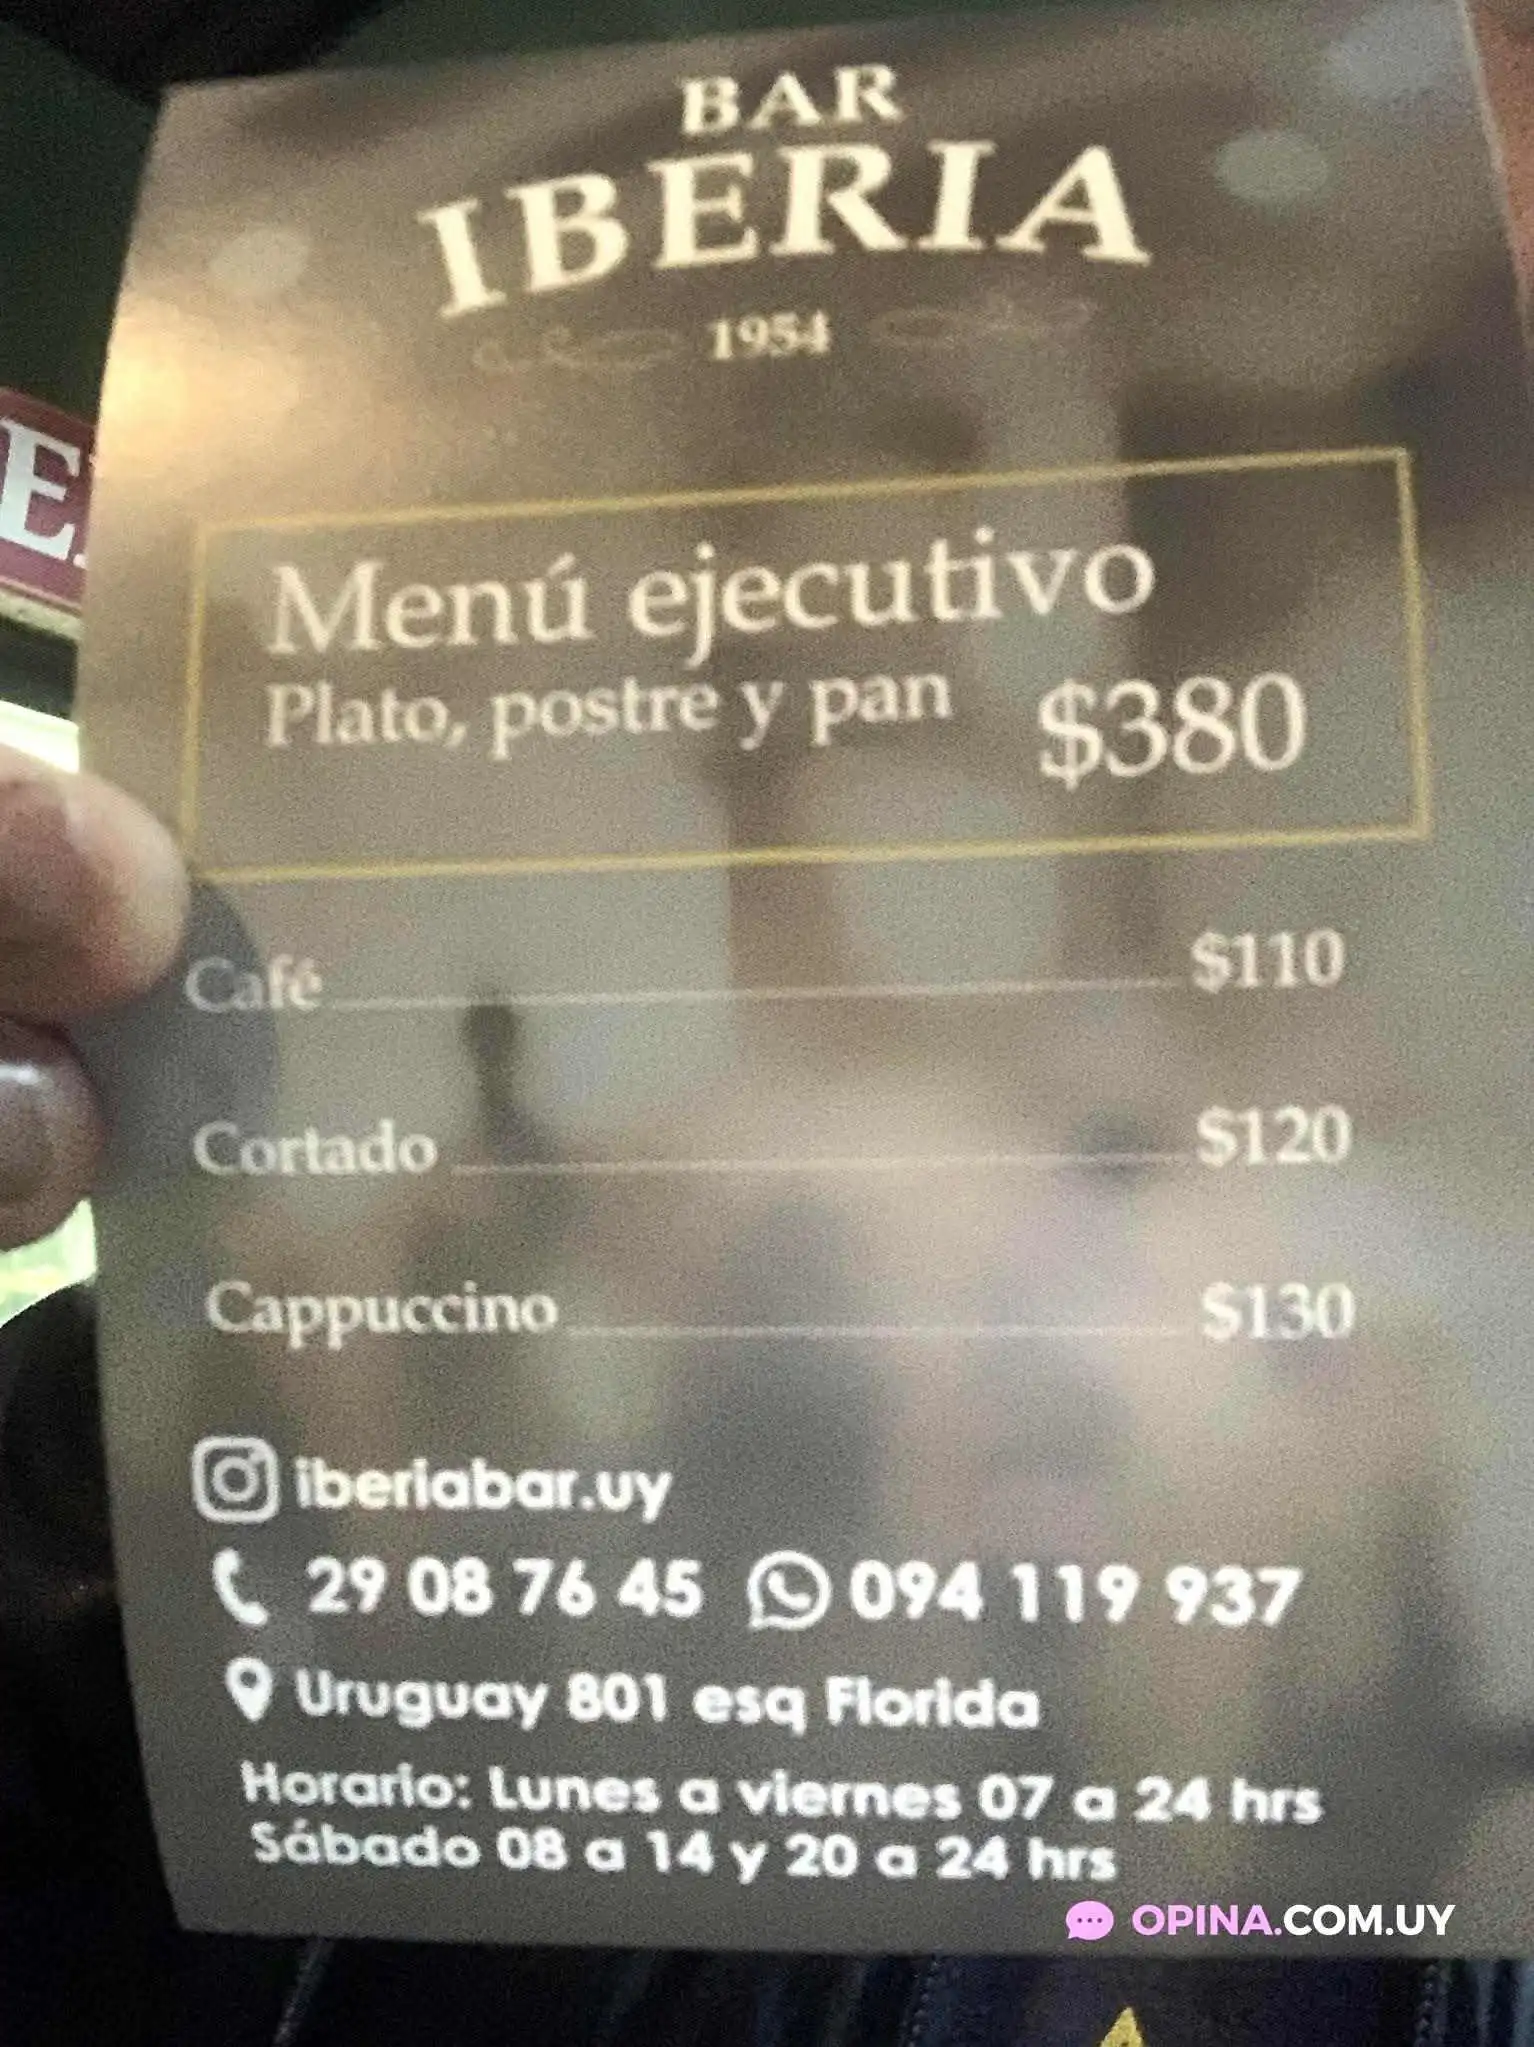 BAR
IBERIA
1954
E
Menú ejecutivo
Plato, postre y pan $380
Café $110
Cortado $120
Cappuccino $130
iberiabar.uy
29 08 76 45 094 119 937
Uruguay 801 esq Florida
Horario: Lunes a viernes 07 a 24 hrs
Sábado 08 a 14 y 20 a 24 hrs
OPINA.COM.UY